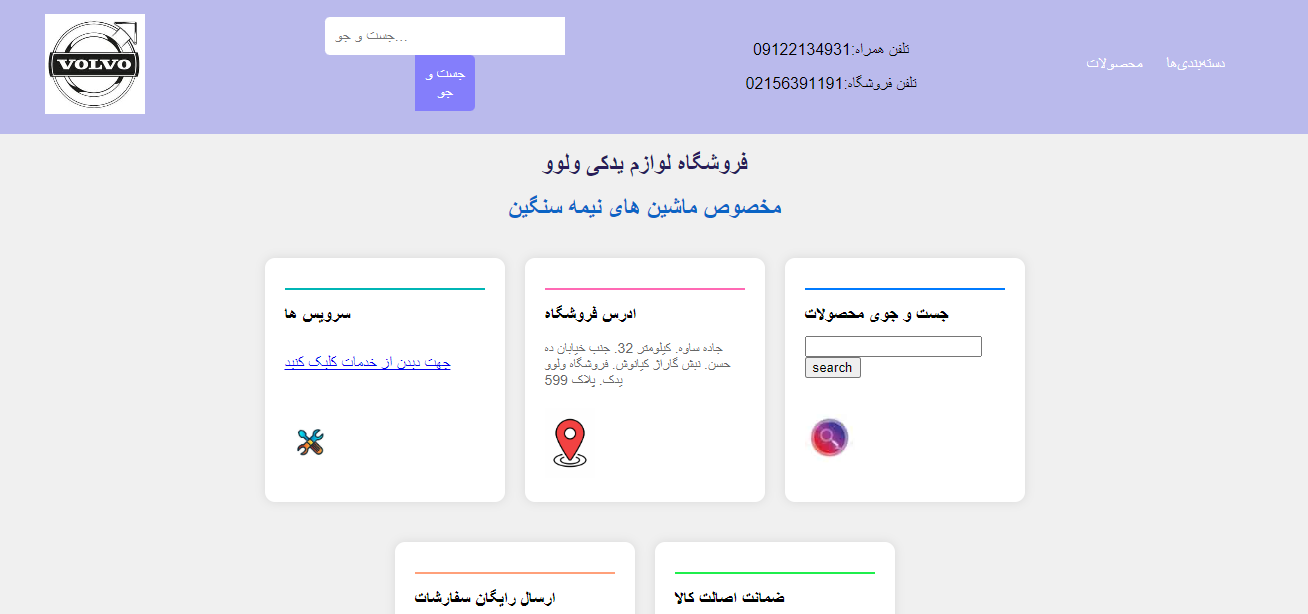 VOLVO
جست و جو...
جست و
جو
تلفن همراه:09122134931
تلفن فروشگاه:02156391191
دسته‌بندی‌ها
محصولات
فروشگاه لوازم یدکی ولوو
مخصوص ماشین های نیمه سنگین
جست و جوی محصولات
search
ادرس فروشگاه
جاده ساوه. کیلومتر 32. جنب خیابان ده
حسن. نبش گاراژ کیانوش. فروشگاه ولوو
یدک. پلاک 599
سرویس ها
جهت دیدن از خدمات کلیک کنید
ضمانت اصالت کالا
ارسال رایگان سفارشات